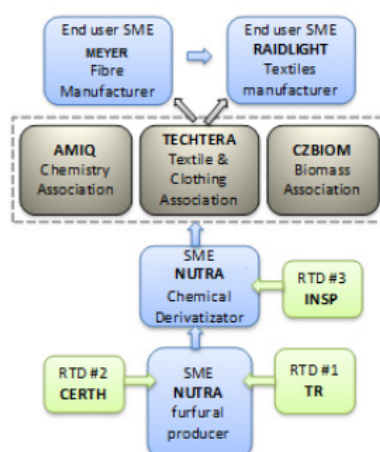 End user SME
MEYER
Fibre
Manufacturer
End user SME
RAIDLIGHT
Textiles
manufacturer
AMIQ
Chemistry
Association
TECHTERA
Textile &
Clothing
Association
CZBIOM
Biomass
Association
SME
NUTRA
Chemical
Derivatizator
RTD #3
INSP
RTD #2
CERTH
SME
NUTRA
furfural
producer
RTD #1
TR